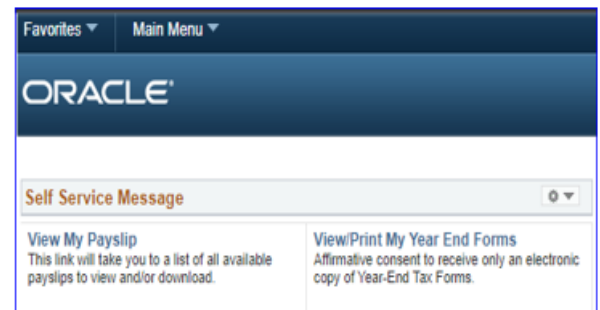 Favorites Main Menu
ORACLE
Self Service Message
View My Payslip
This link will take you to a list of all available
payslips to view and/or download.
View/Print My Year End Forms
Affirmative consent to receive only an electronic
copy of Year-End Tax Forms.